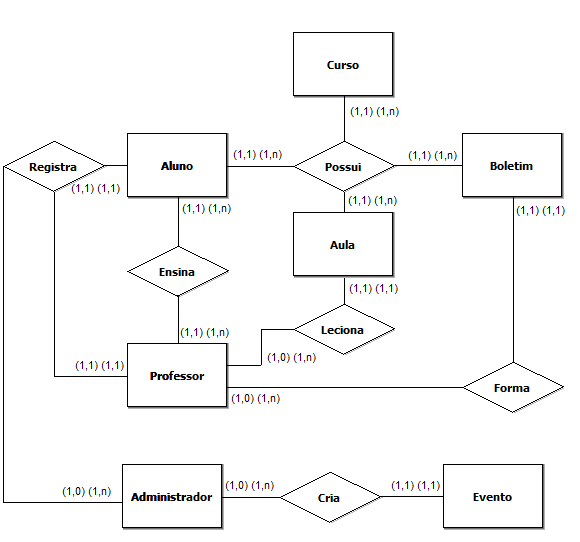 Curso
(1,1) (1,n)
Registra
Aluno
(1,1) (1,n)
Possui
(1,1) (1,n)
Boletim
(1,1) (1,1)
(1,1) (1,n)
(1,1) (1,n)
(1,1) (1,1)
Aula
Ensina
(1,1) (1,1)
(1,1) (1,n)
Leciona
(1,0) (1,n)
(1,1) (1,1)
Professor
(1,0) (1,n)
Forma
(1,0) (1,n)
Administrador
(1,0) (1,n)
Cria
(1,1) (1,1)
Evento